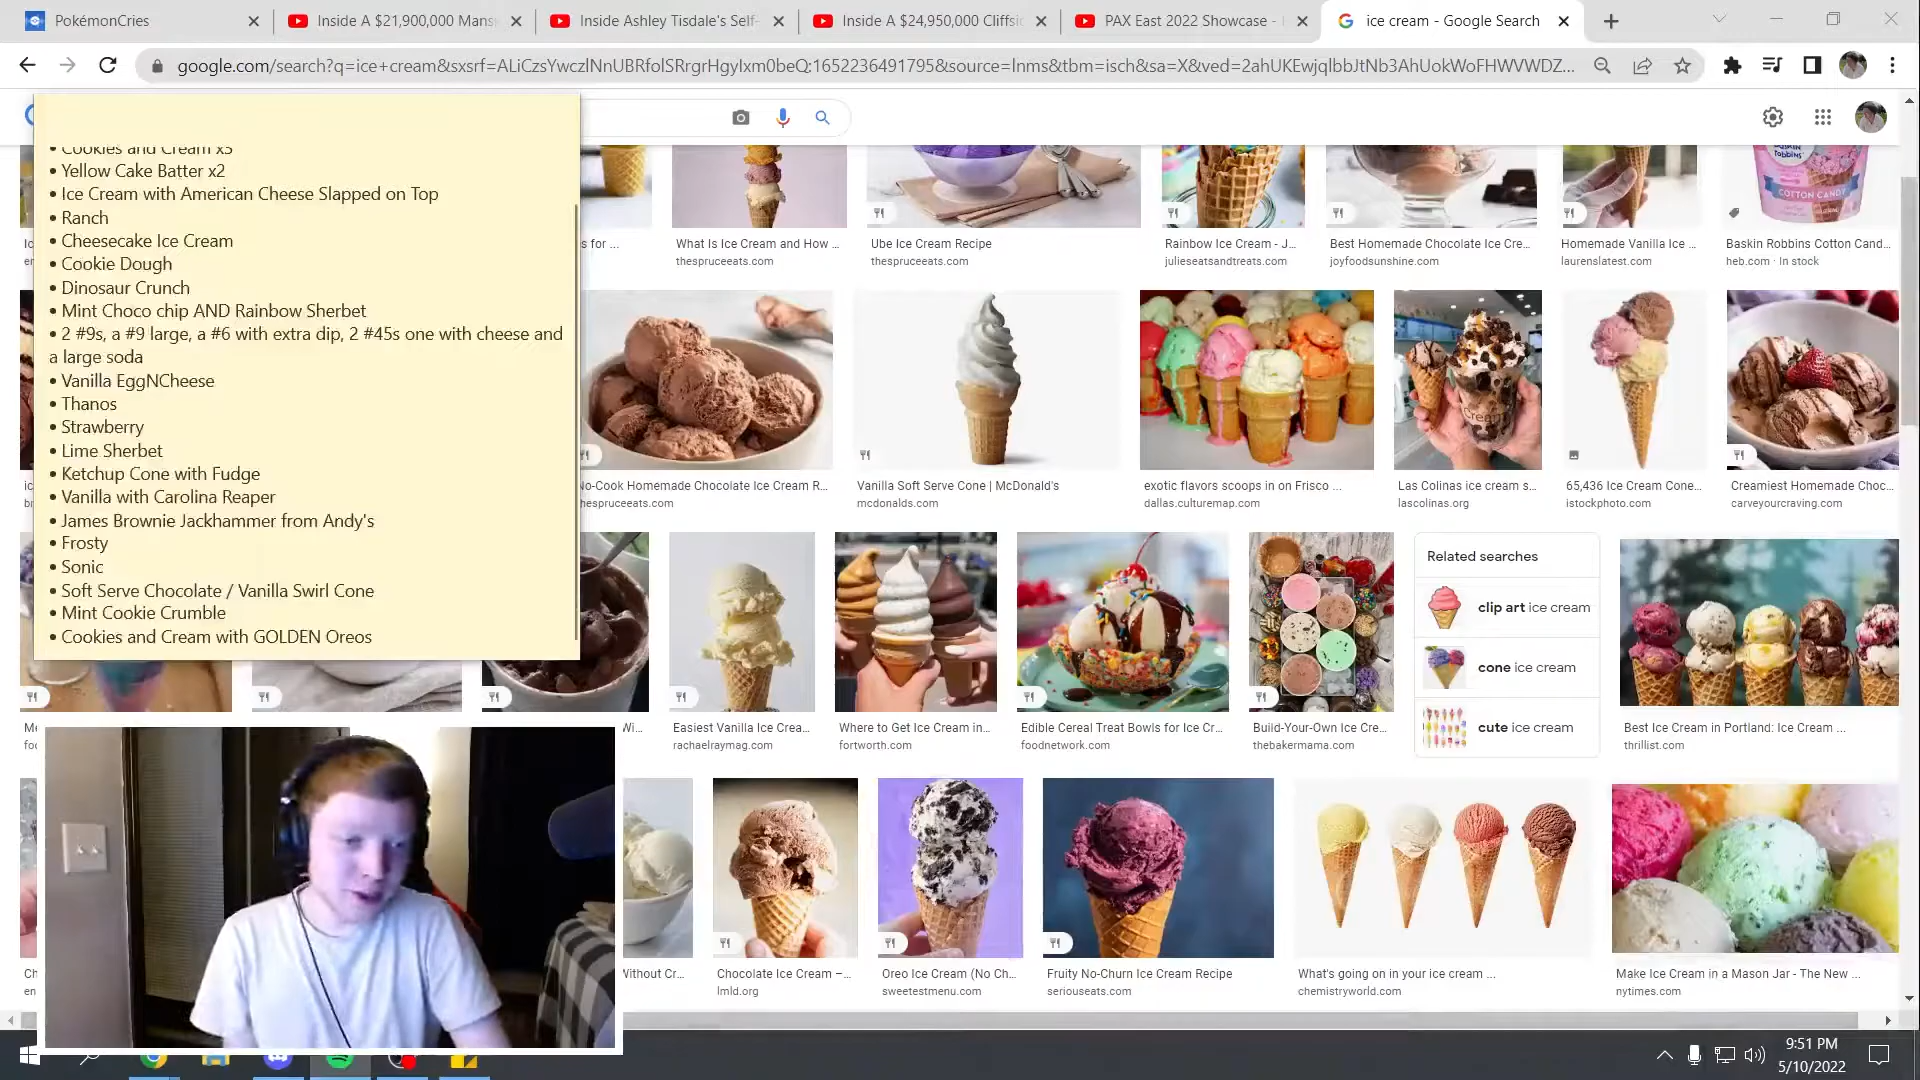 PokémonCries
Inside A $21,900,000 Mans
Inside Ashley Tisdale's Self-
Inside A $24,950,000 Cliffsi
PAX East 2022 Showcase -
ice cream - Google Search
• Cookies and Cream x3
• Yellow Cake Batter x2
• Ice Cream with American Cheese Slapped on Top
• Ranch
• Cheesecake Ice Cream
• Cookie Dough
• Dinosaur Crunch
• Mint Choco chip AND Rainbow Sherbet
• 2 #9s, a #9 large, a #6 with extra dip, 2 #45s one with cheese and
a large soda
• Vanilla EggNCheese
• Thanos
• Strawberry
• Lime Sherbet
• Ketchup Cone with Fudge
• Vanilla with Carolina Reaper
• James Brownie Jackhammer from Andy's
• Frosty
• Sonic
• Soft Serve Chocolate / Vanilla Swirl Cone
• Mint Cookie Crumble
• Cookies and Cream with GOLDEN Oreos
robbins
COTTON CANDY
s for ...
What Is Ice Cream and How ...
thespruceeats.com
Ube Ice Cream Recipe
thespruceeats.com
Rainbow Ice Cream - J...
julieseatsandtreats.com
Best Homemade Chocolate Ice Cre...
joyfoodsunshine.com
Homemade Vanilla Ice ...
laurenslatest.com
Baskin Robbins Cotton Cand...
heb.com · In stock
No-Cook Homemade Chocolate Ice Cream R...
hespruceeats.com
Vanilla Soft Serve Cone | McDonald's
mcdonalds.com
exotic flavors scoops in on Frisco ...
dallas.culturemap.com
Las Colinas ice cream s...
lascolinas.org
65,436 Ice Cream Cone...
istockphoto.com
Creamiest Homemade Choc...
carveyourcraving.com
Wi...
Easiest Vanilla Ice Crea...
rachaelraymag.com
Where to Get Ice Cream in...
fortworth.com
Edible Cereal Treat Bowls for Ice Cr...
foodnetwork.com
Build-Your-Own Ice Cre...
thebakermama.com
Related searches
clip art ice cream
cone ice cream
cute ice cream
Best Ice Cream in Portland: Ice Cream ...
thrillist.com
Without Cr...
Chocolate Ice Cream –...
lmld.org
Oreo Ice Cream (No Ch...
sweetestmenu.com
Fruity No-Churn Ice Cream Recipe
seriouseats.com
What's going on in your ice cream ...
chemistryworld.com
Make Ice Cream in a Mason Jar - The New ...
nytimes.com
9:51 PM
5/10/2022